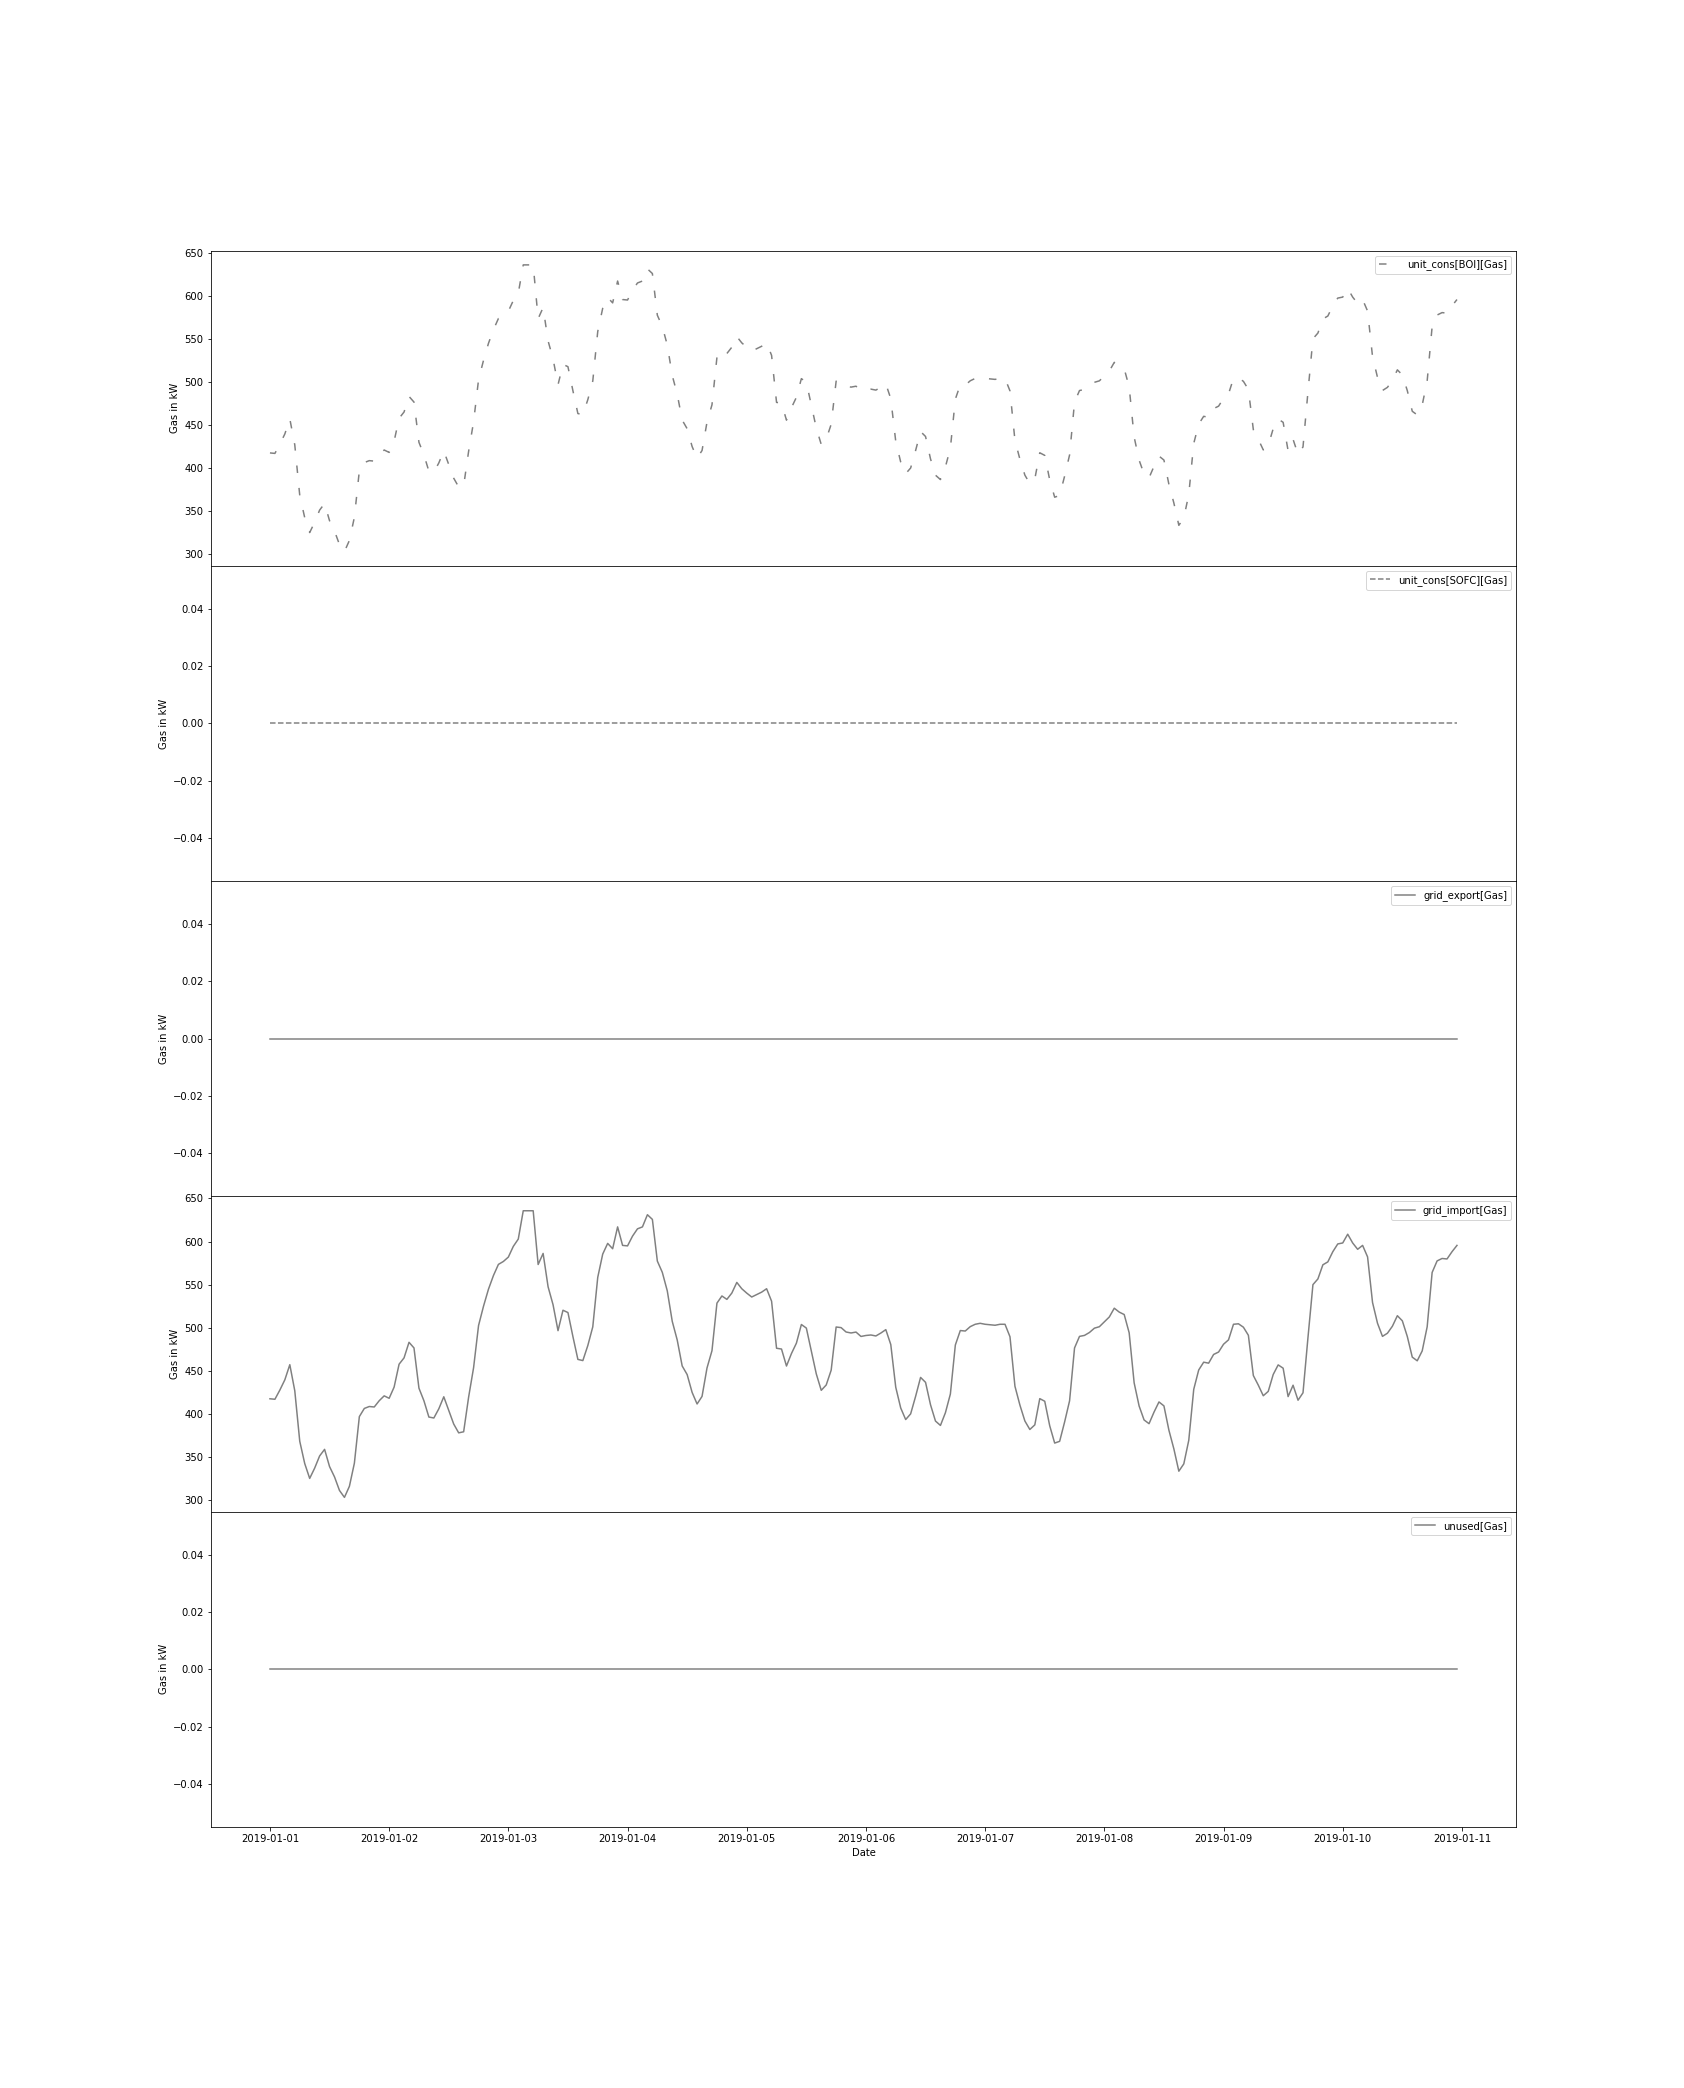 650
unit_cons[BOI][Gas]
600
550
500
Gas in kW
450
400
350
300
unit_cons[SOFC][Gas]
0.04
0.02
0.00
Gas in kW
−0.02
−0.04
grid_export[Gas]
0.04
0.02
0.00
Gas in kW
−0.02
−0.04
650
grid_import[Gas]
600
550
500
Gas in kW
450
400
350
300
unused[Gas]
0.04
0.02
0.00
Gas in kW
−0.02
−0.04
2019-01-01 2019-01-02 2019-01-03 2019-01-04 2019-01-05 2019-01-06 2019-01-07 2019-01-08 2019-01-09 2019-01-10 2019-01-11
Date